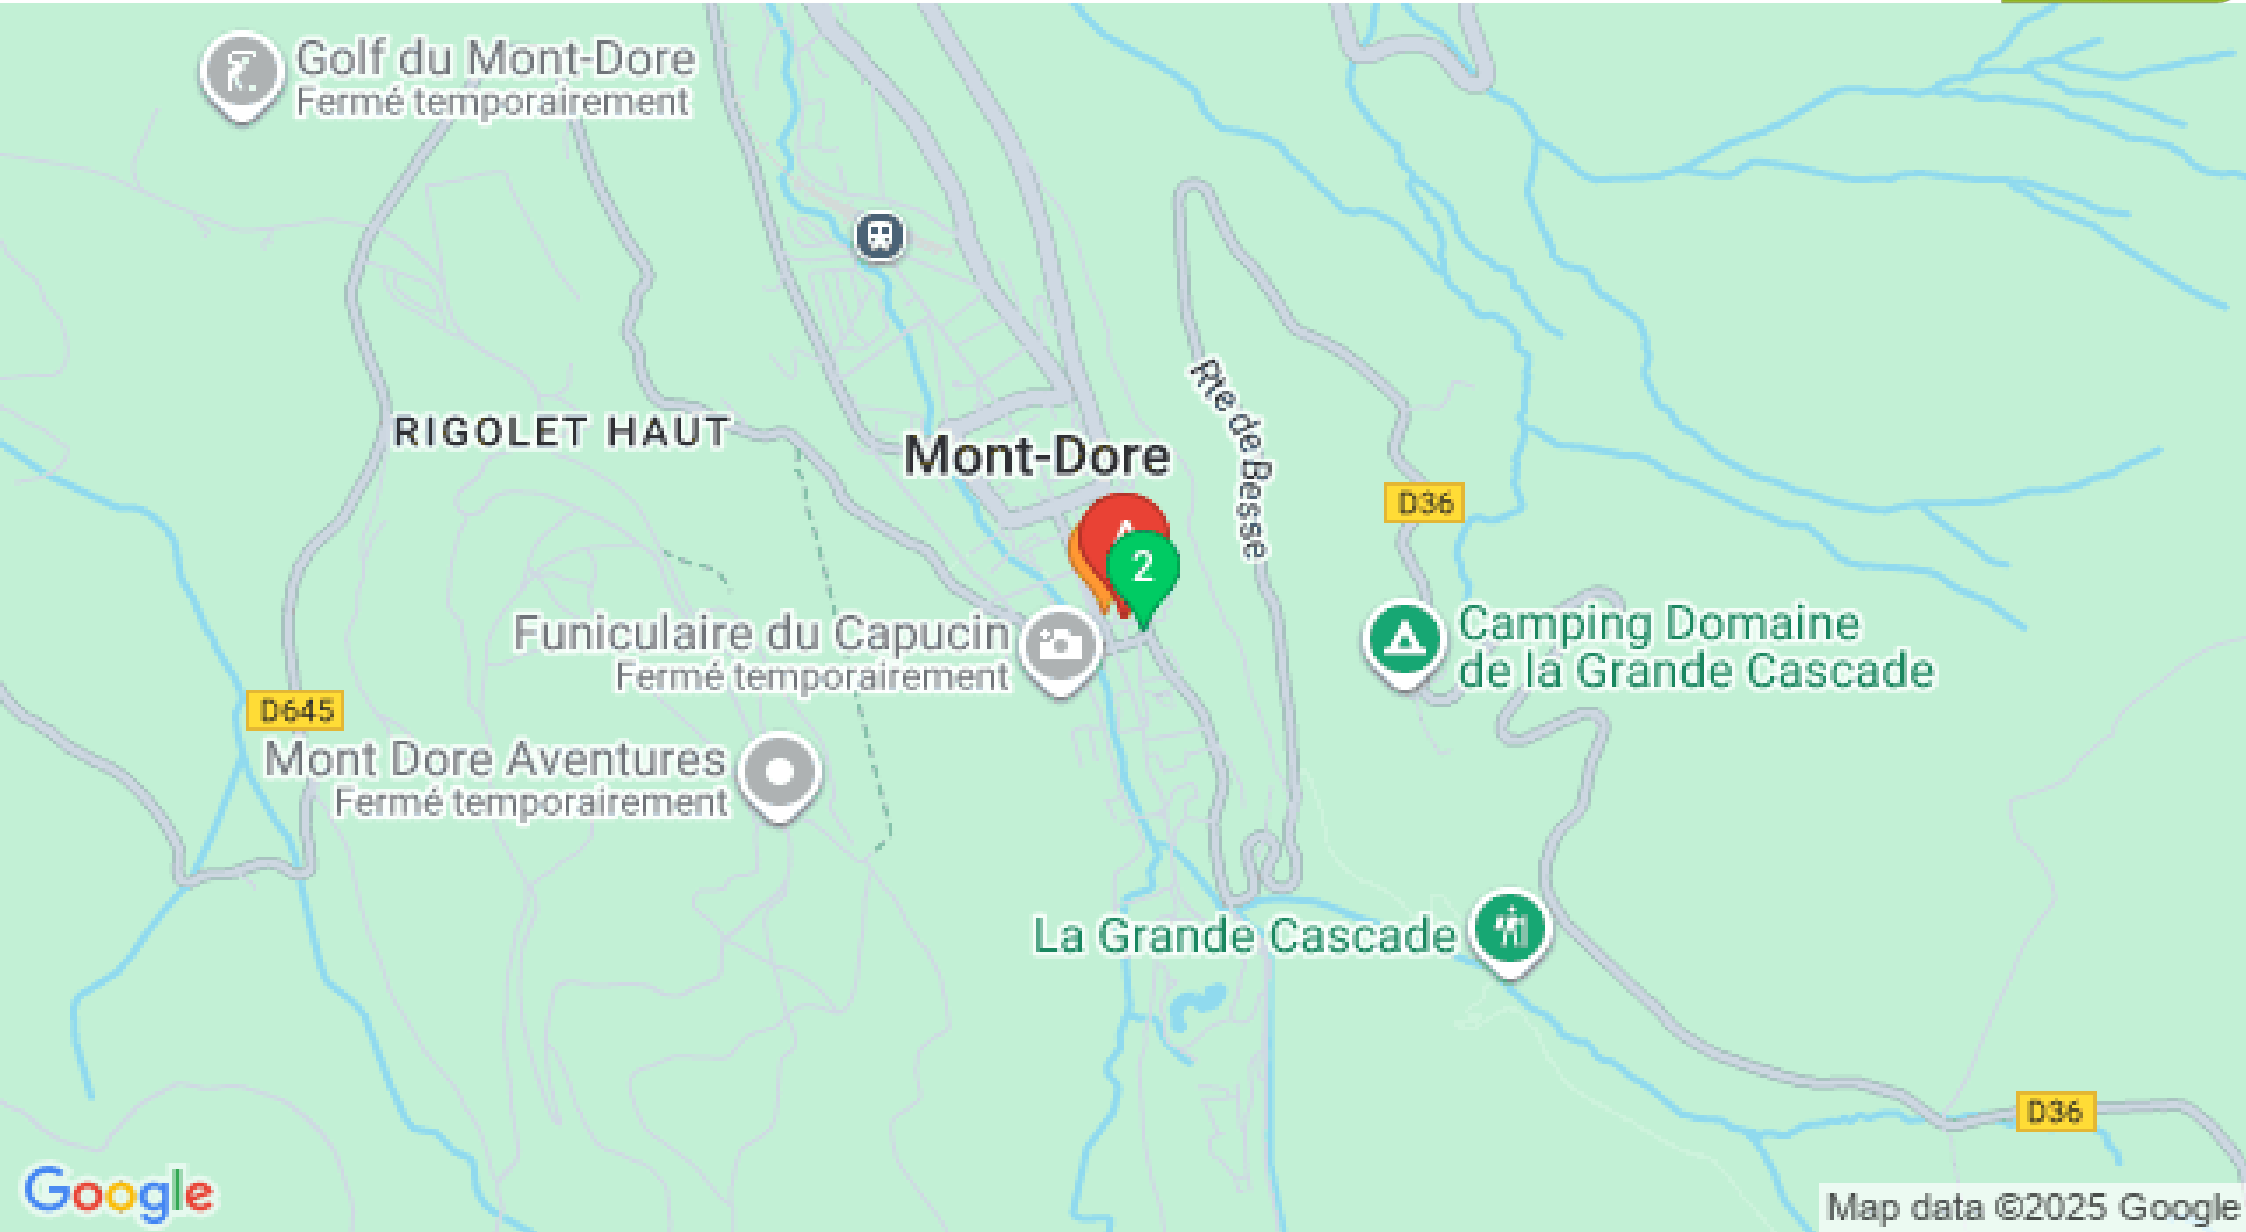 Golf du Mont-Dore
Fermé temporairement
RIGOLET HAUT
Mont-Dore
Rte de Besse
D36
2
Funiculaire du Capucin
Fermé temporairement
Camping Domaine
de la Grande Cascade
D645
Mont Dore Aventures
Fermé temporairement
La Grande Cascade
D36
Google
Map data ©2025 Google